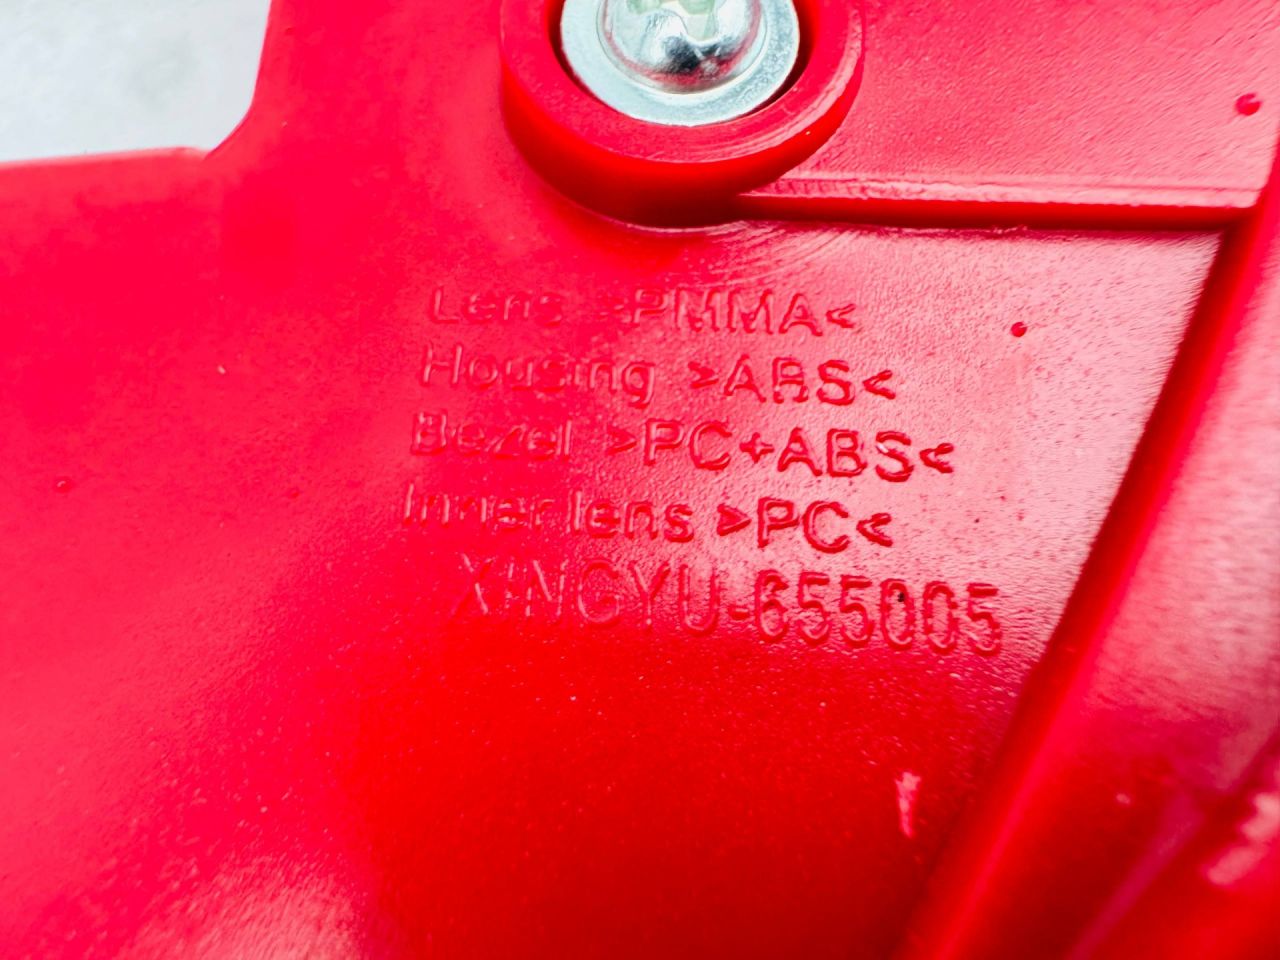 Lens >PMMA<
Housing >ABS<
Bezel >PC+ABS<
Inner lens >PC<
XINGYU-655005